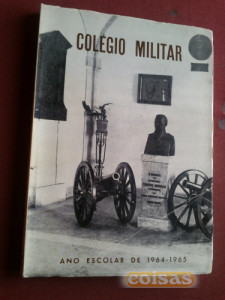 COLÉGIO MILITAR
ANO ESCOLAR DE 1964-1965
coisas